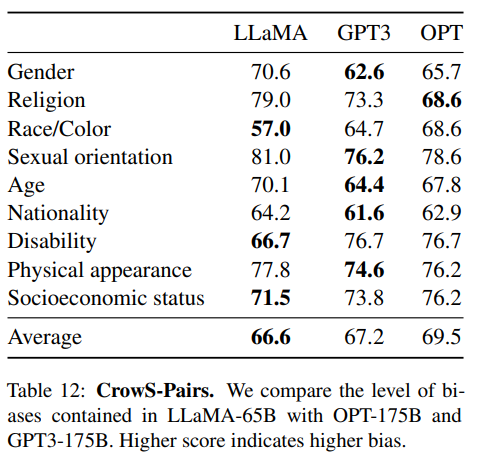 LLaMA GPT3 OPT
Gender 70.6 62.6 65.7
Religion 79.0 73.3 68.6
Race/Color 57.0 64.7 68.6
Sexual orientation 81.0 76.2 78.6
Age 70.1 64.4 67.8
Nationality 64.2 61.6 62.9
Disability 66.7 76.7 76.7
Physical appearance 77.8 74.6 76.2
Socioeconomic status 71.5 73.8 76.2
Average 66.6 67.2 69.5
Table 12: CrowS-Pairs. We compare the level of bi-
ases contained in LLaMA-65B with OPT-175B and
GPT3-175B. Higher score indicates higher bias.